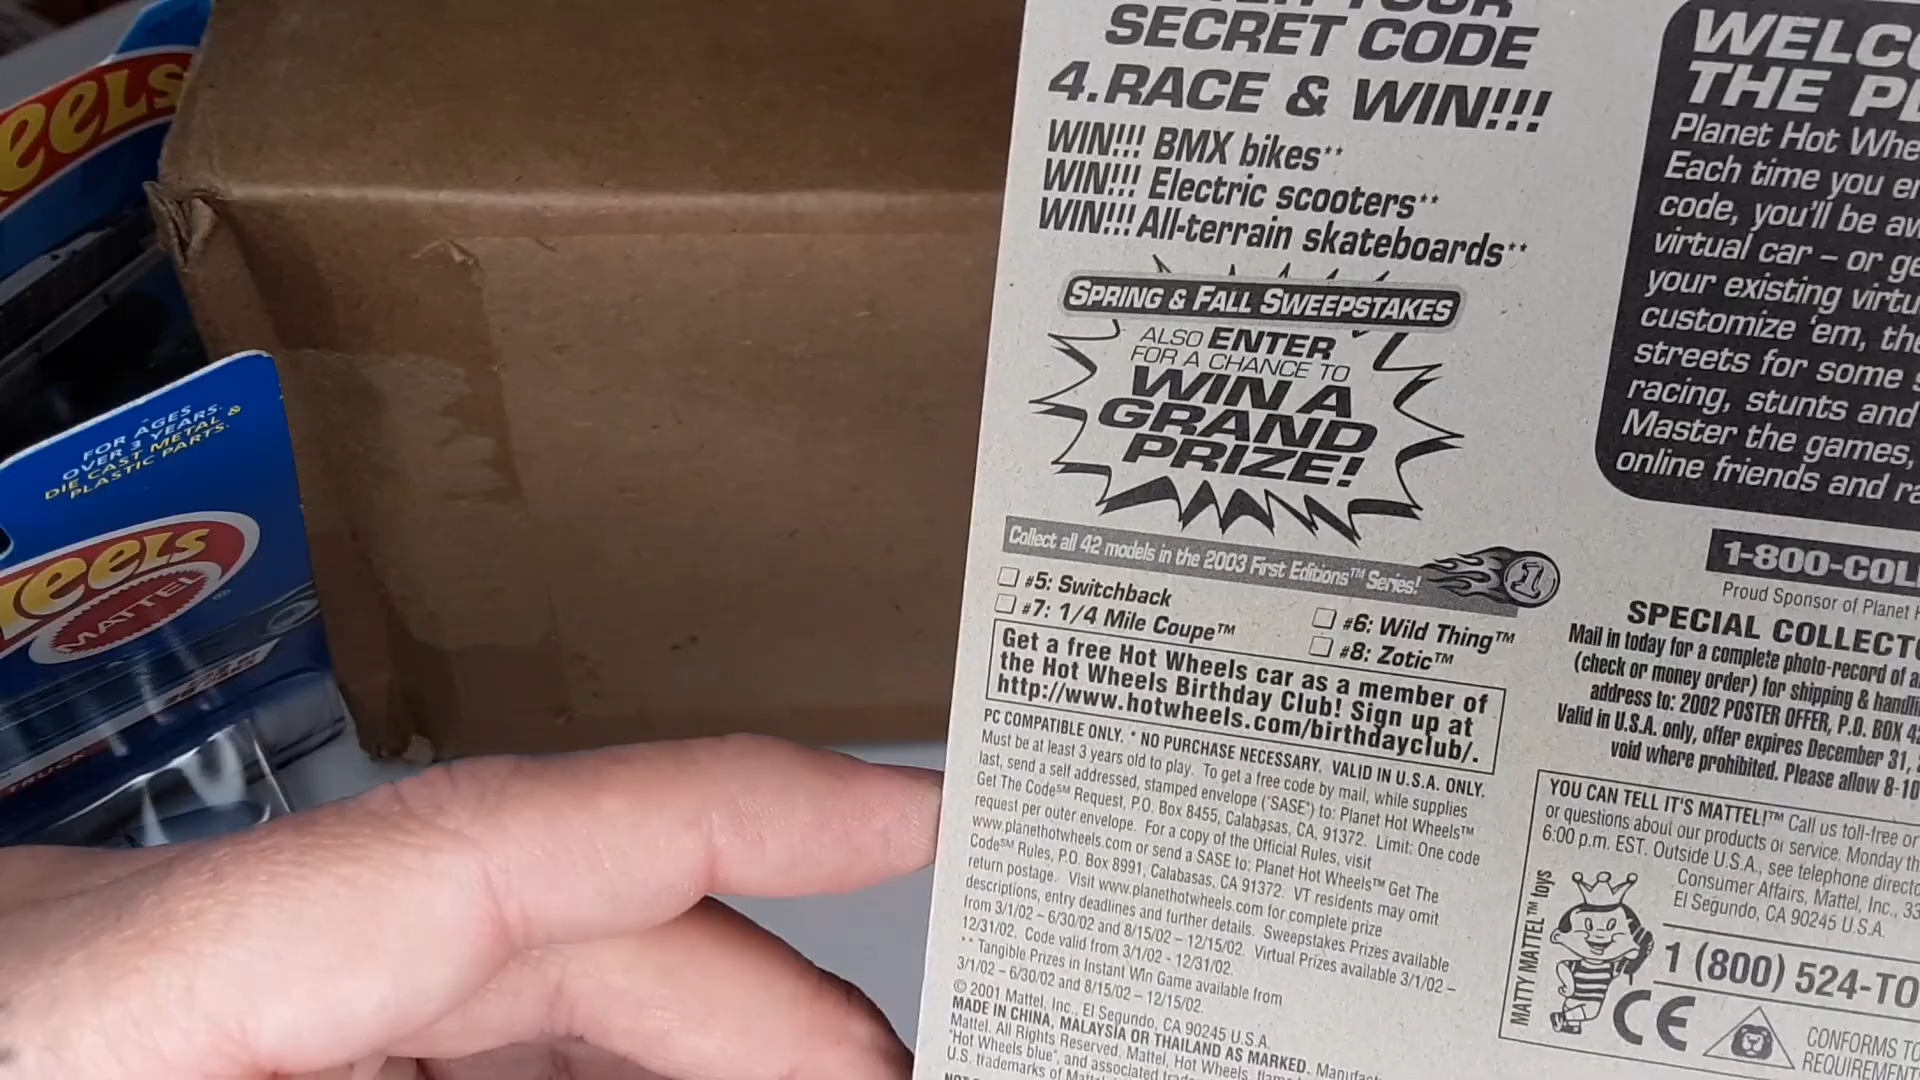 SECRET CODE
4.RACE & WIN!!!
WIN!!! BMX bikes**
WIN!!! Electric scooters**
WIN!!! All-terrain skateboards**
SPRING & FALL SWEEPSTAKES
ALSO ENTER
FOR A CHANCE TO
WIN A
GRAND
PRIZE!
Collect all 42 models in the 2003 First Editions™ Series!
1
#5: Switchback
#6: Wild Thing™
#7: 1/4 Mile Coupe™
#8: Zotic™
Get a free Hot Wheels car as a member of
the Hot Wheels Birthday Club! Sign up at
http://www.hotwheels.com/birthdayclub/.
PC COMPATIBLE ONLY. * NO PURCHASE NECESSARY. VALID IN U.S.A. ONLY.
Must be at least 3 years old to play. To get a free code by mail, while supplies
last, send a self addressed, stamped envelope ("SASE") to: Planet Hot Wheels™
Get The Code℠ Request, P.O. Box 8455, Calabasas, CA, 91372. Limit: One code
request per outer envelope. For a copy of the Official Rules, visit
www.planethotwheels.com or send a SASE to: Planet Hot Wheels™ Get The
Code℠ Rules, P.O. Box 8991, Calabasas, CA 91372. VT residents may omit
return postage. Visit www.planethotwheels.com for complete prize
descriptions, entry deadlines and further details. Sweepstakes Prizes available
from 3/1/02 – 6/30/02 and 8/15/02 – 12/15/02. Virtual Prizes available 3/1/02 –
12/31/02. Code valid from 3/1/02 - 12/31/02.
** Tangible Prizes in Instant Win Game available from
3/1/02 – 6/30/02 and 8/15/02 – 12/15/02.
© 2001 Mattel, Inc., El Segundo, CA 90245 U.S.A.
MADE IN CHINA, MALAYSIA OR THAILAND AS MARKED.
Mattel. All Rights Reserved. Mattel, Hot Wheels,
"Hot Wheels blue", and associated
U.S. trademarks of
WELC
THE P
Planet Hot Whe
Each time you e
code, you'll be a
virtual car – or ge
your existing virtu
customize 'em, the
streets for some
racing, stunts and
Master the games,
online friends and ra
1-800-COL
Proud Sponsor of Planet
SPECIAL COLLECT
Mail in today for a complete photo-record of a
(check or money order) for shipping & handli
address to: 2002 POSTER OFFER, P.O. BOX 4
Valid in U.S.A. only, offer expires December 31,
void where prohibited. Please allow 8-10
YOU CAN TELL IT'S MATTEL!™ Call us toll-free or
or questions about our products or service. Monday th
6:00 p.m. EST. Outside U.S.A., see telephone directo
Consumer Affairs, Mattel, Inc., 33
El Segundo, CA 90245 U.S.A.
MATTY MATTEL™ toys
1 (800) 524-TO
CE
CONFORMS TO
REQUIREMENT
eels
FOR AGES
OVER 3 YEARS.
DIE CAST METAL &
PLASTIC PARTS.
eels
MATTEL
®
TRUCK